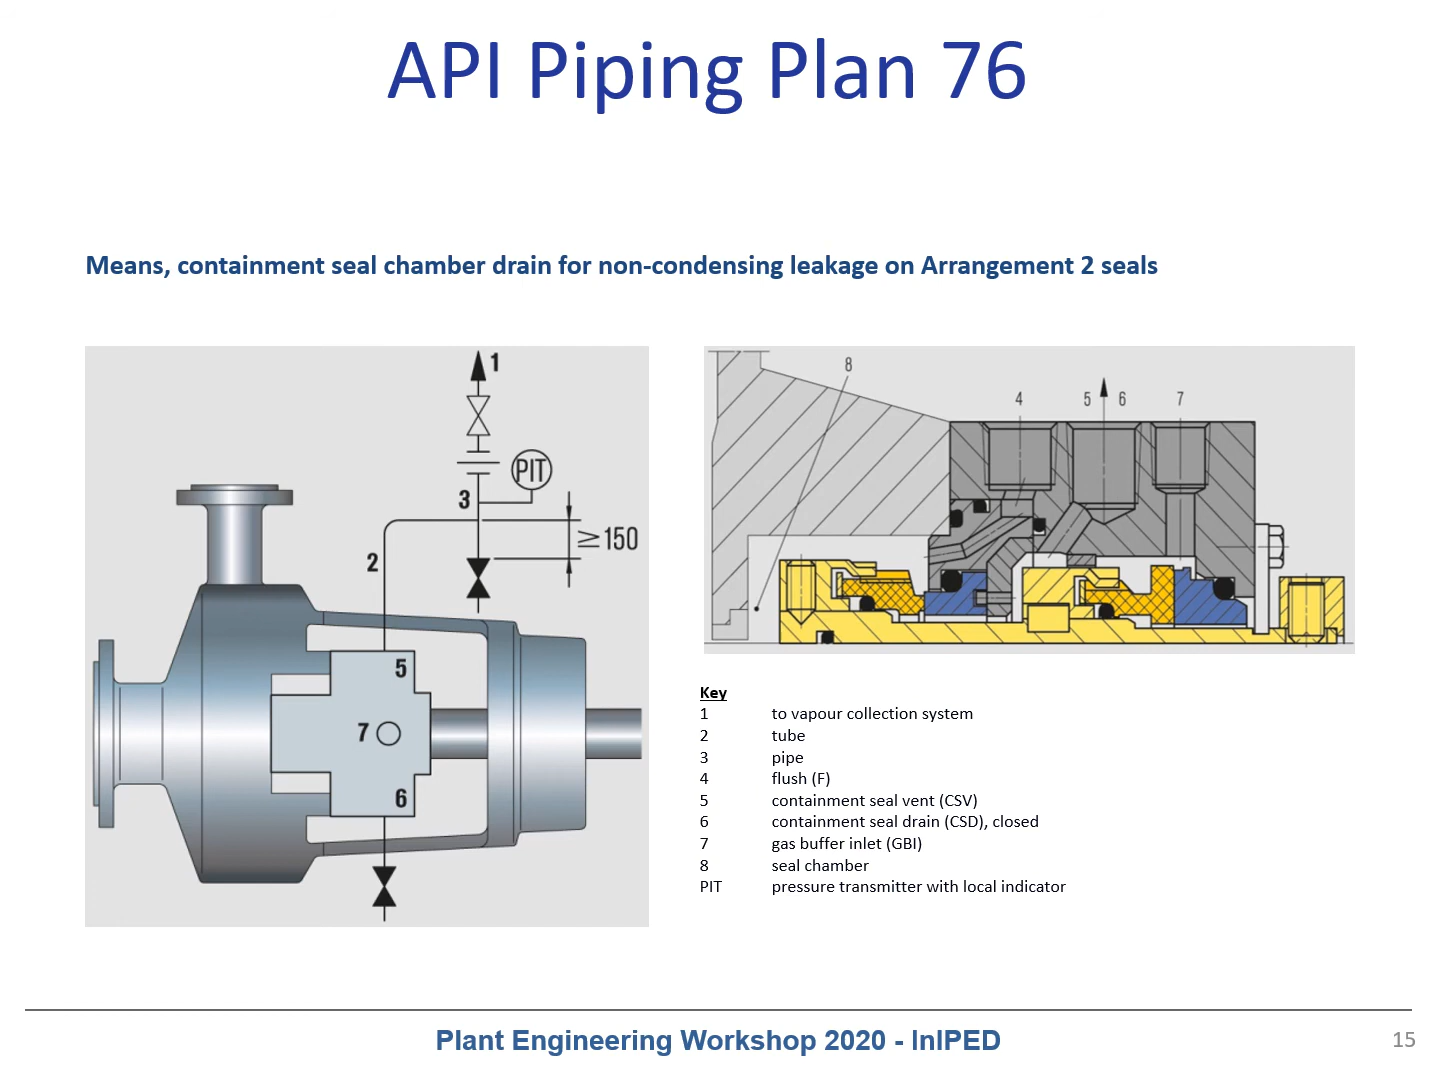 API Piping Plan 76
Means, containment seal chamber drain for non-condensing leakage on Arrangement 2 seals
1
PIT
3
≥150
2
5
7
6
8
4
5
6
7
Key
1 to vapour collection system
2 tube
3 pipe
4 flush (F)
5 containment seal vent (CSV)
6 containment seal drain (CSD), closed
7 gas buffer inlet (GBI)
8 seal chamber
PIT pressure transmitter with local indicator
Plant Engineering Workshop 2020 - InIPED
15